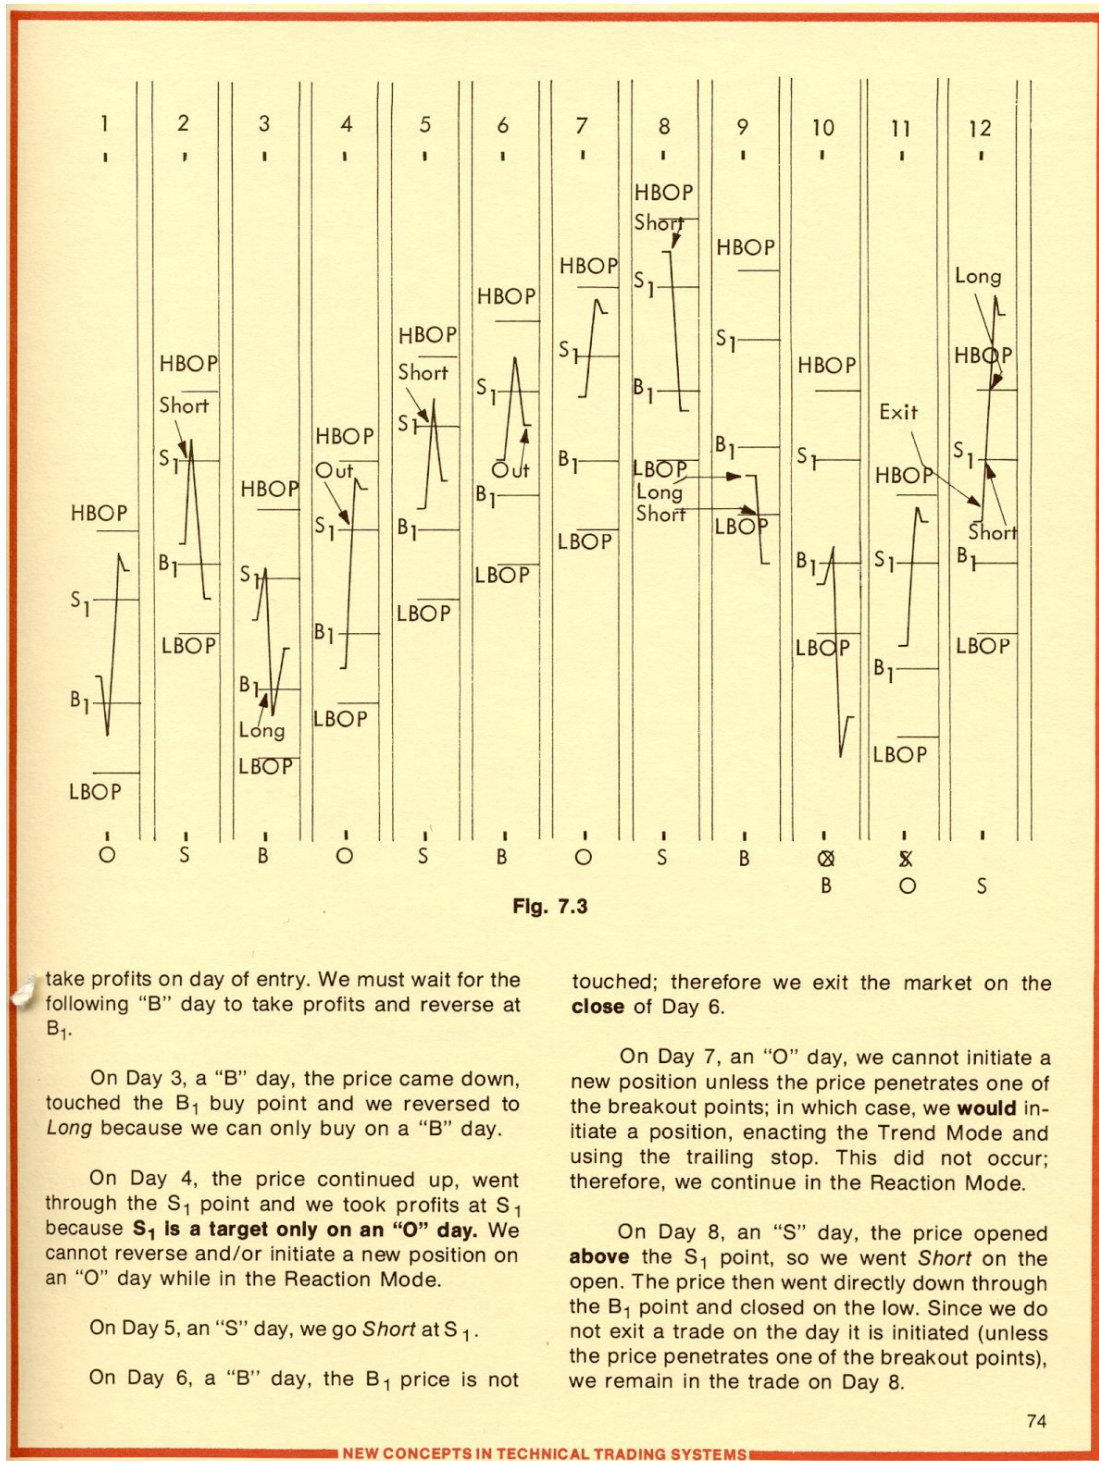 1 2 3 4 5 6 7 8 9 10 11 12
HBOP
S1
B1
LBOP
O
HBOP
Short
S1
B1
LBOP
S
HBOP
S1
B1
Long
LBOP
B
HBOP
Out
S1
B1
LBOP
O
HBOP
Short
S1
B1
LBOP
S
HBOP
S1
Out
B1
LBOP
B
HBOP
S1
B1
LBOP
O
HBOP
Short
S1
B1
LBOP
S
HBOP
S1
B1
Long
Short
LBOP
B
HBOP
S1
B1
LBOP
O
B
Exit
HBOP
S1
B1
LBOP
S
O
Long
HBOP
S1
Short
B1
LBOP
S
Fig. 7.3
take profits on day of entry. We must wait for the
following “B” day to take profits and reverse at
B1.
On Day 3, a “B” day, the price came down,
touched the B1 buy point and we reversed to
Long because we can only buy on a “B” day.
On Day 4, the price continued up, went
through the S1 point and we took profits at S1
because S1 is a target only on an “O” day. We
cannot reverse and/or initiate a new position on
an “O” day while in the Reaction Mode.
On Day 5, an “S” day, we go Short at S1.
On Day 6, a “B” day, the B1 price is not
touched; therefore we exit the market on the
close of Day 6.
On Day 7, an “O” day, we cannot initiate a
new position unless the price penetrates one of
the breakout points; in which case, we would in-
itiate a position, enacting the Trend Mode and
using the trailing stop. This did not occur;
therefore, we continue in the Reaction Mode.
On Day 8, an “S” day, the price opened
above the S1 point, so we went Short on the
open. The price then went directly down through
the B1 point and closed on the low. Since we do
not exit a trade on the day it is initiated (unless
the price penetrates one of the breakout points),
we remain in the trade on Day 8.
74
NEW CONCEPTS IN TECHNICAL TRADING SYSTEMS